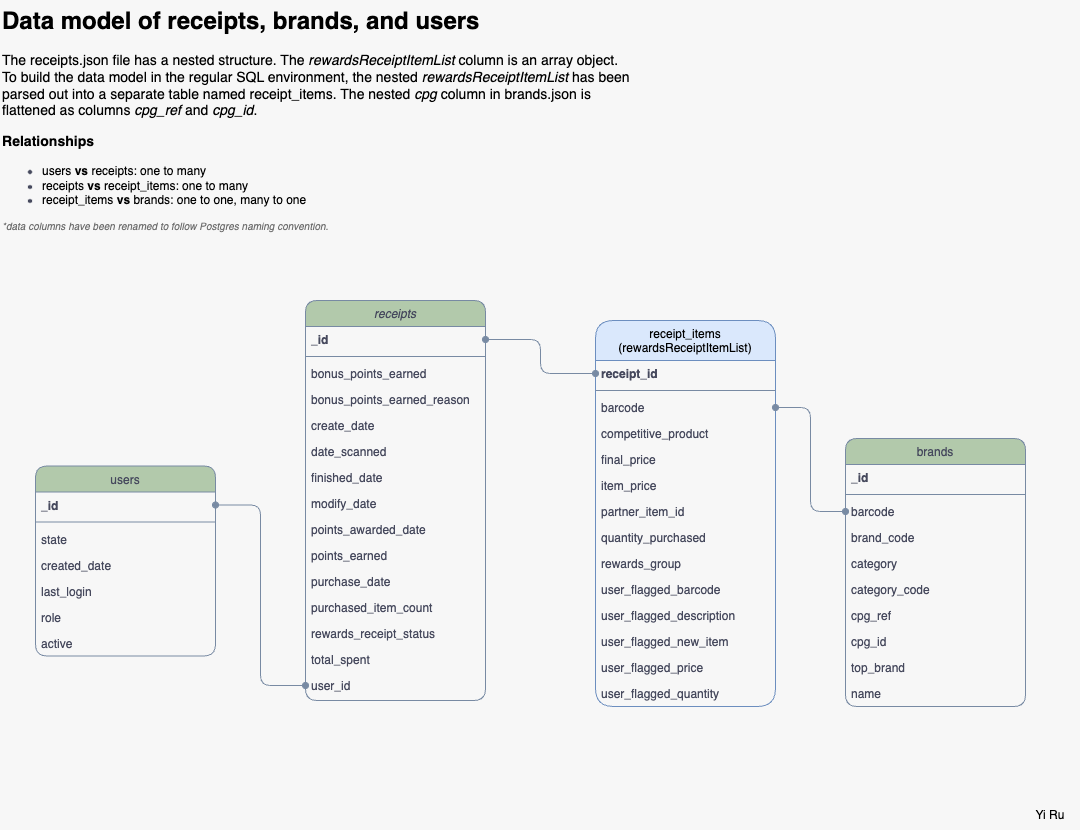 Data model of receipts, brands, and users
The receipts.json file has a nested structure. The rewardsReceiptItemList column is an array object.
To build the data model in the regular SQL environment, the nested rewardsReceiptItemList has been
parsed out into a separate table named receipt_items. The nested cpg column in brands.json is
flattened as columns cpg_ref and cpg_id.
Relationships
• users vs receipts: one to many
• receipts vs receipt_items: one to many
• receipt_items vs brands: one to one, many to one
*data columns have been renamed to follow Postgres naming convention.
users
_id
state
created_date
last_login
role
active
receipts
_id
bonus_points_earned
bonus_points_earned_reason
create_date
date_scanned
finished_date
modify_date
points_awarded_date
points_earned
purchase_date
purchased_item_count
rewards_receipt_status
total_spent
user_id
receipt_items
(rewardsReceiptItemList)
receipt_id
barcode
competitive_product
final_price
item_price
partner_item_id
quantity_purchased
rewards_group
user_flagged_barcode
user_flagged_description
user_flagged_new_item
user_flagged_price
user_flagged_quantity
brands
_id
barcode
brand_code
category
category_code
cpg_ref
cpg_id
top_brand
name
Yi Ru